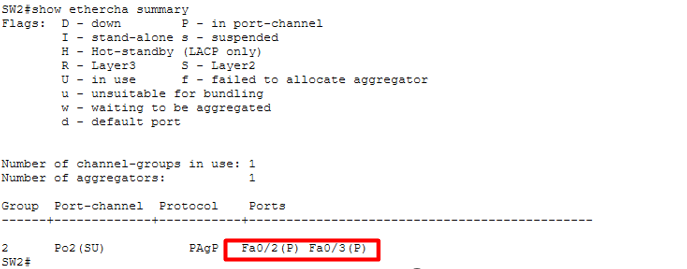 SW2#show ethercha summary
Flags:  D - down        P - in port-channel
        I - stand-alone s - suspended
        H - Hot-standby (LACP only)
        R - Layer3      S - Layer2
        U - in use      f - failed to allocate aggregator
        u - unsuitable for bundling
        w - waiting to be aggregated
        d - default port
Number of channel-groups in use: 1
Number of aggregators:           1
Group  Port-channel  Protocol    Ports
------+-------------+-----------+----------------------------------------------
2      Po2(SU)           PAgP   Fa0/2(P) Fa0/3(P)
SW2#